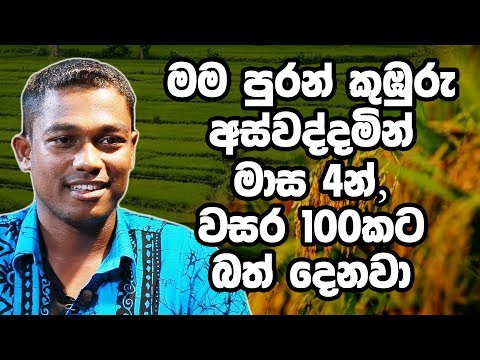 මම පුරන් කුඹුරු
අස්වද්දමින්
මාස 4න්,
වසර 100කට
බත් දෙනවා